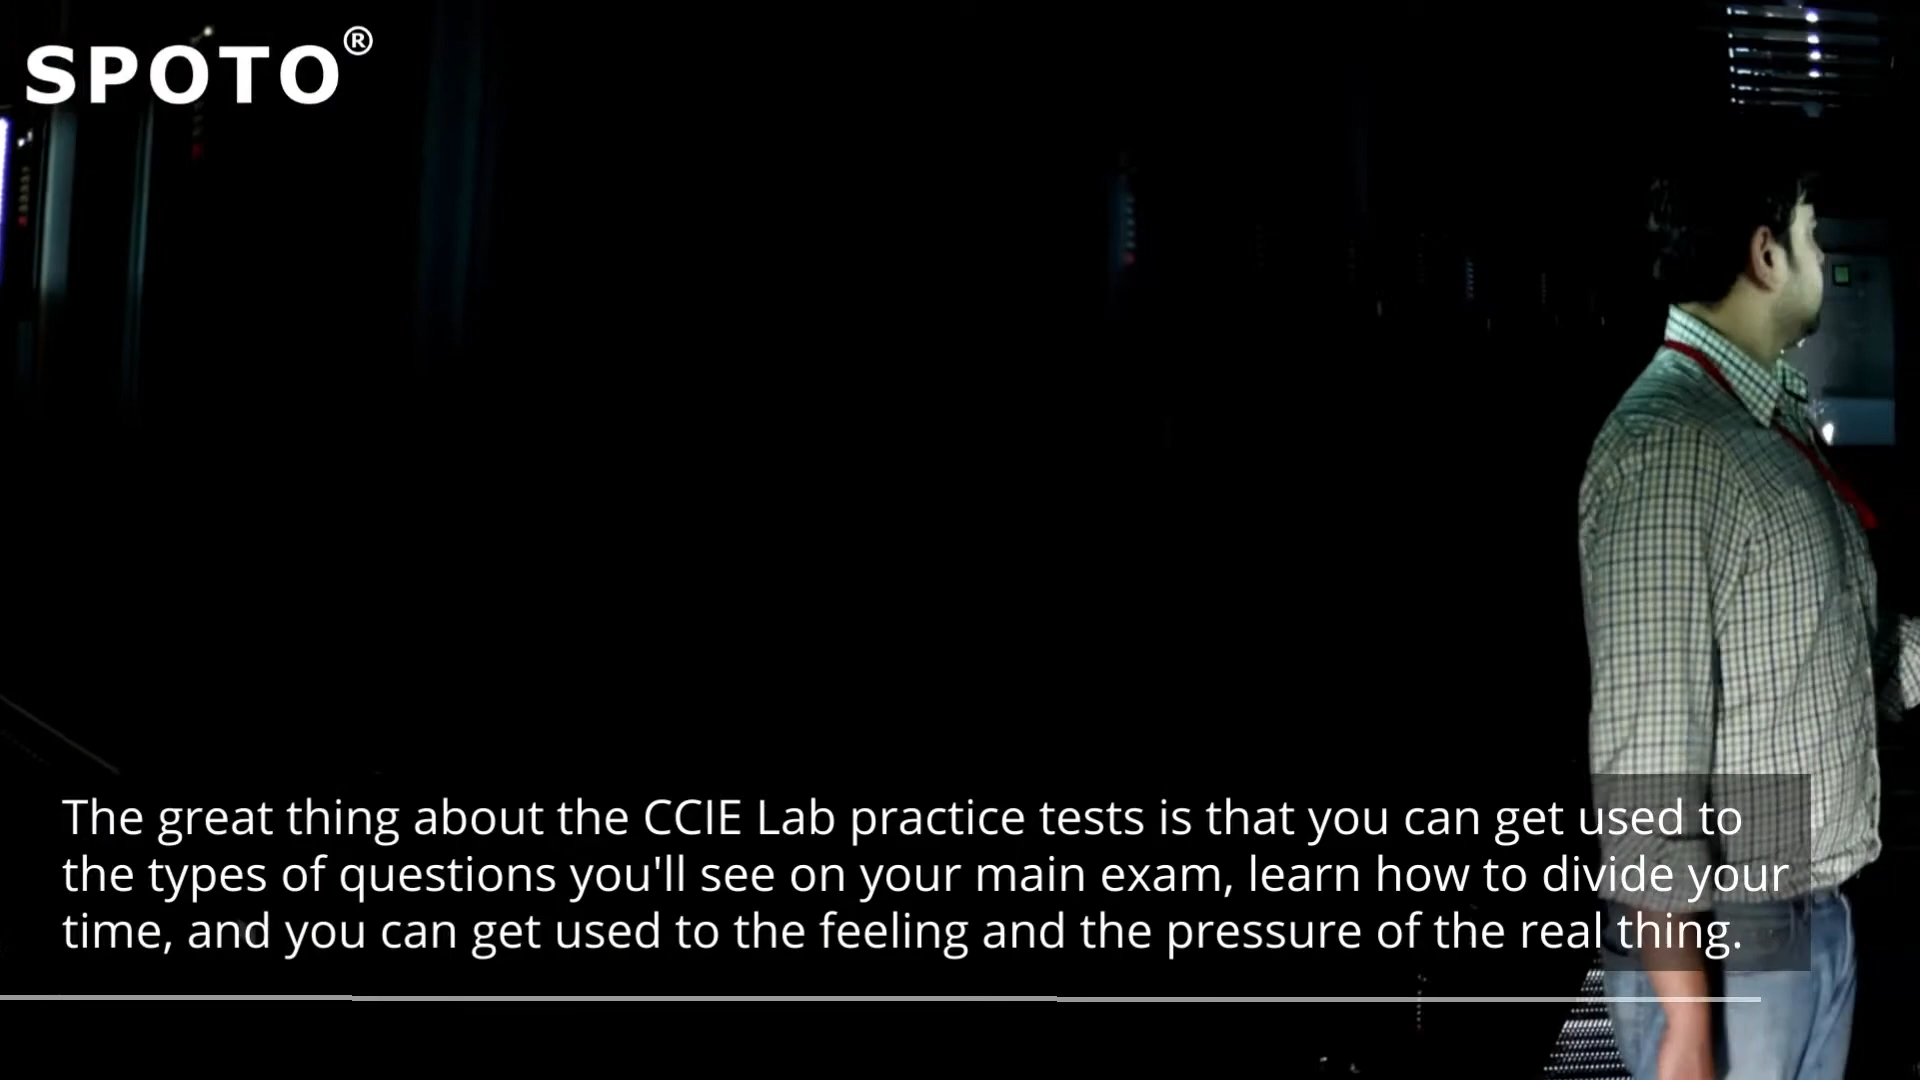 SPOTO®
The great thing about the CCIE Lab practice tests is that you can get used to
the types of questions you'll see on your main exam, learn how to divide your
time, and you can get used to the feeling and the pressure of the real thing.